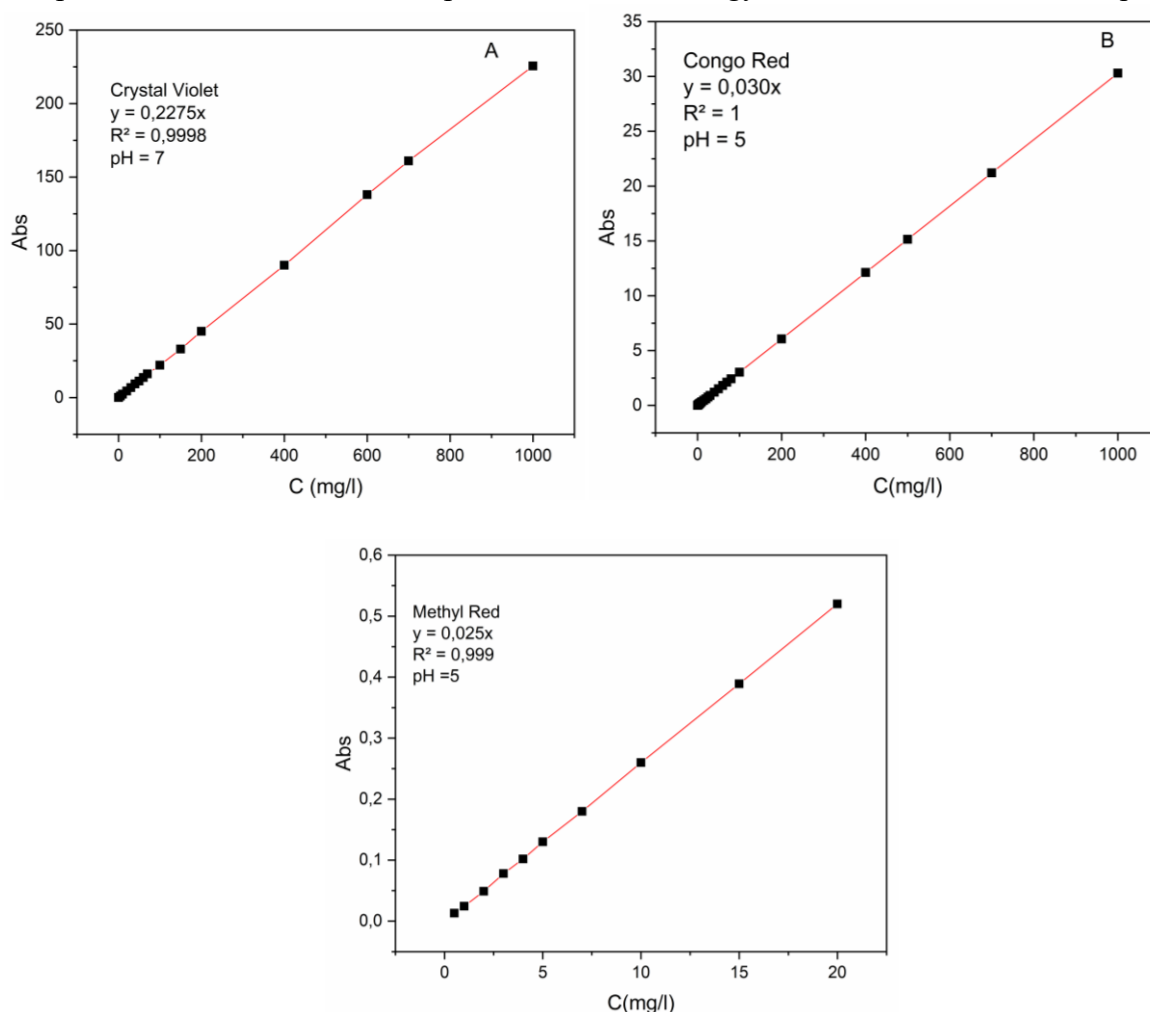 250
200
150
100
50
0
Abs
A
Crystal Violet
y = 0,2275x
R² = 0,9998
pH = 7
0 200 400 600 800 1000
C (mg/l)
35
30
25
20
15
10
5
0
Abs
B
Congo Red
y = 0,030x
R² = 1
pH = 5
0 200 400 600 800 1000
C(mg/l)
0,6
0,5
0,4
0,3
0,2
0,1
0,0
Abs
Methyl Red
y = 0,025x
R² = 0,999
pH =5
0 5 10 15 20
C(mg/l)